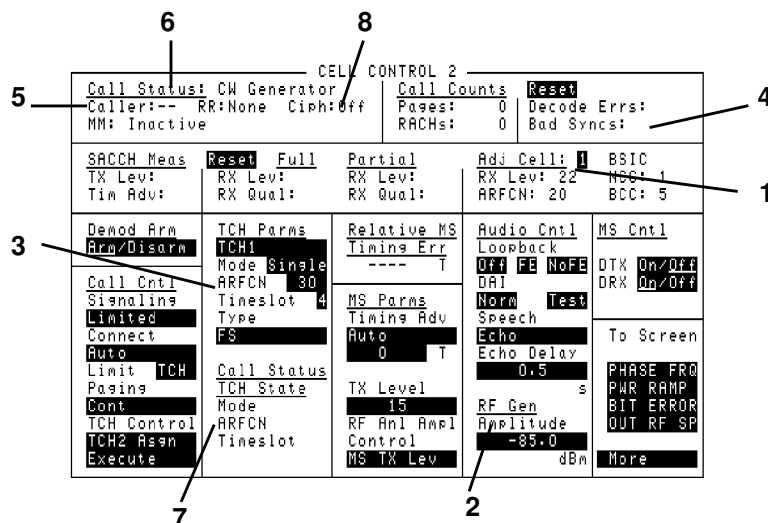 6
8
5
4
1
3
7
2
CELL CONTROL 2
Call Status: CW Generator
Caller:-- RR:None Ciph:Off
MM: Inactive
Call Counts Reset
Pages: 0 Decode Errs:
RACHs: 0 Bad Syncs:
SACCH Meas Reset Full Partial Adj Cell: 1 BSIC
TX Lev: RX Lev: RX Lev: RX Lev: 22 NCC: 1
Tim Adv: RX Qual: RX Qual: ARFCN: 20 BCC: 5
Demod Arm
Arm/Disarm
Call Cntl
Signaling
Limited
Connect
Auto
Limit TCH
Paging
Cont
TCH Control
TCH2 Asgn
Execute
TCH Parms
TCH1
Mode Single
ARFCN 30
Timeslot 4
Type
FS
Call Status
TCH State
Mode
ARFCN
Timeslot
Relative MS
Timing Err
---- T
MS Parms
Timing Adv
Auto
0 T
TX Level
15
RF Anl Ampl
Control
MS TX Lev
Audio Cntl
Loopback
Off FE NoFE
DAI
Norm Test
Speech
Echo
Echo Delay
0.5
s
RF Gen
Amplitude
-85.0
dBm
MS Cntl
DTX On/Off
DRX On/Off
To Screen
PHASE FRQ
PWR RAMP
BIT ERROR
OUT RF SP
More